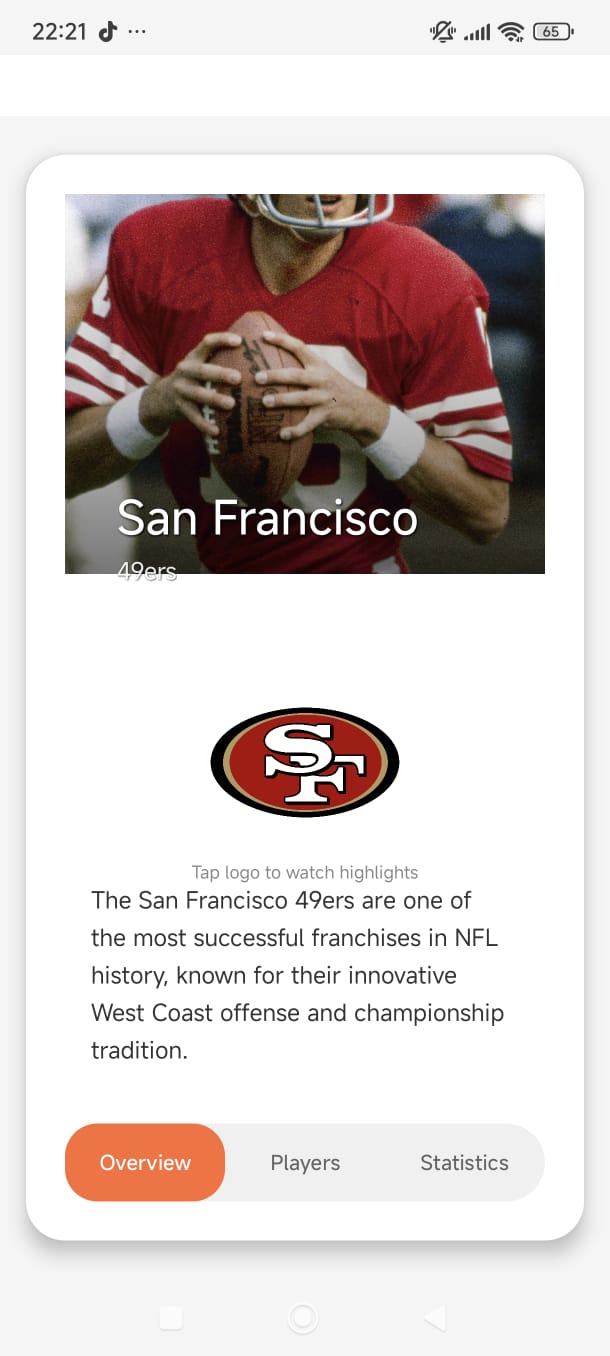 22:21
65
San Francisco
49ers
SF
Tap logo to watch highlights
The San Francisco 49ers are one of
the most successful franchises in NFL
history, known for their innovative
West Coast offense and championship
tradition.
Overview Players Statistics